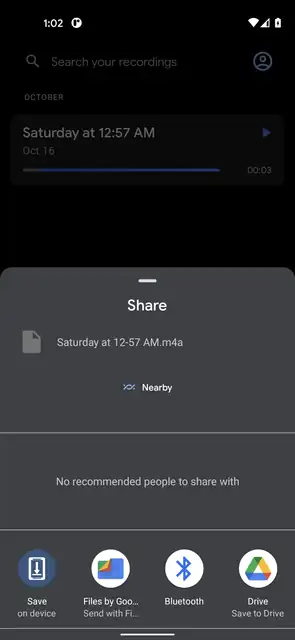 1:02
Search your recordings
OCTOBER
Saturday at 12:57 AM
Oct 16
00:03
Share
Saturday at 12-57 AM.m4a
Nearby
No recommended people to share with
Save
on device
Files by Goo...
Send with Fi...
Bluetooth
Drive
Save to Drive